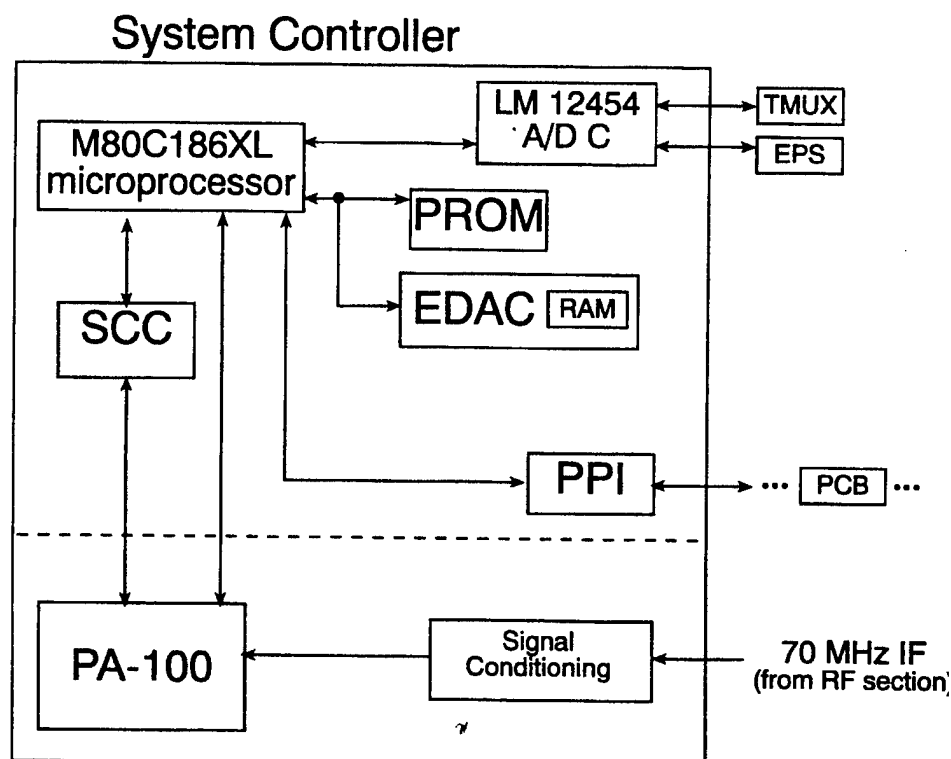 System Controller
LM 12454
A/D C
TMUX
EPS
M80C186XL
microprocessor
PROM
EDAC
RAM
SCC
PPI
... PCB ...
PA-100
Signal
Conditioning
70 MHz IF
(from RF section)